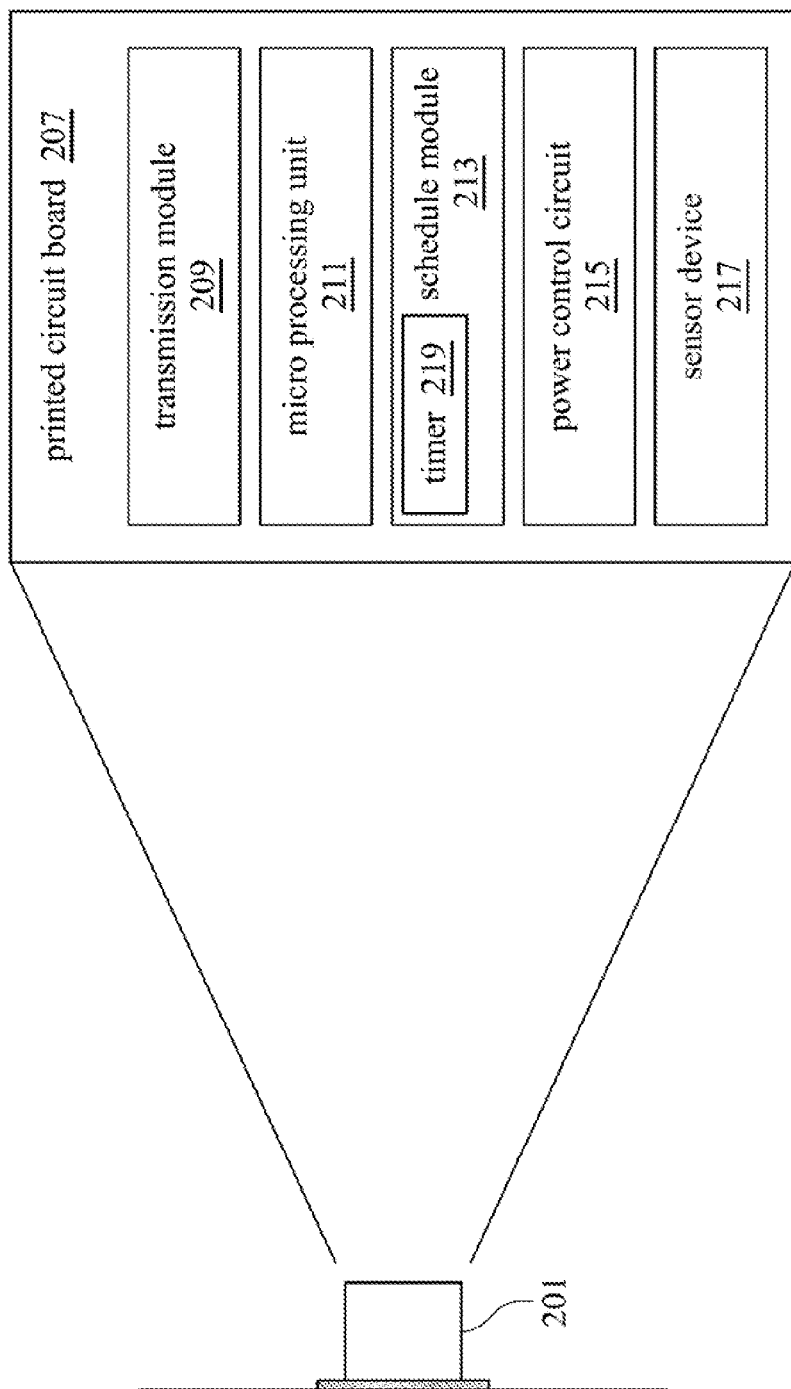 printed circuit board 207
transmission module
209
micro processing unit
211
timer 219
schedule module
213
power control circuit
215
sensor device
217
201